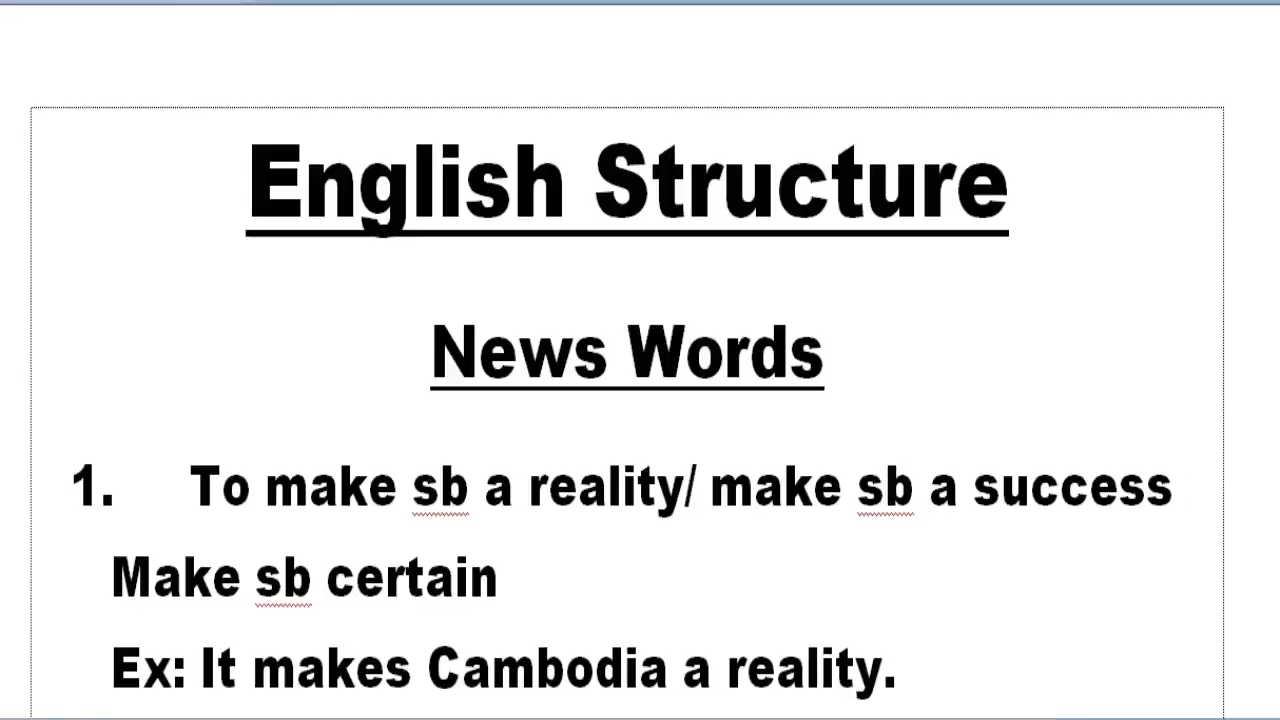 English Structure
News Words
1. To make sb a reality/ make sb a success
Make sb certain
Ex: It makes Cambodia a reality.